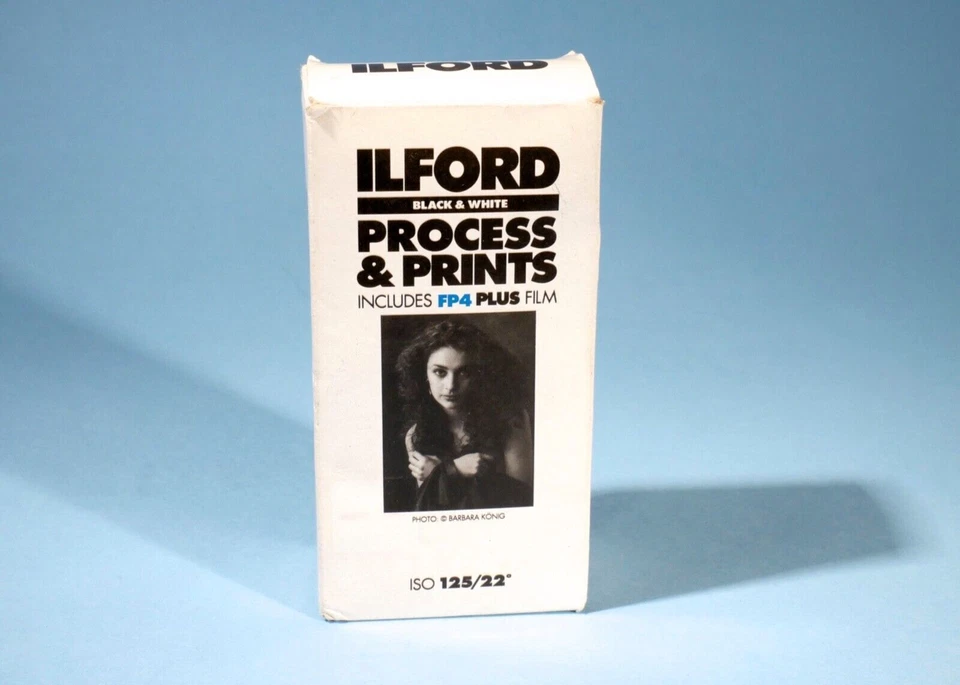 ILFORD
ILFORD
BLACK & WHITE
PROCESS
& PRINTS
INCLUDES FP4 PLUS FILM
PHOTO: © BARBARA KÖNIG
ISO 125/22°